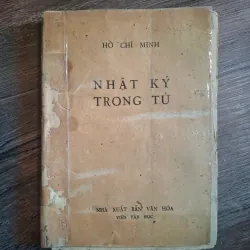 HỒ CHÍ MINH
NHẬT KÝ
TRONG TÙ
NHÀ XUẤT BẢN VĂN HÓA
VIỆN VĂN HỌC